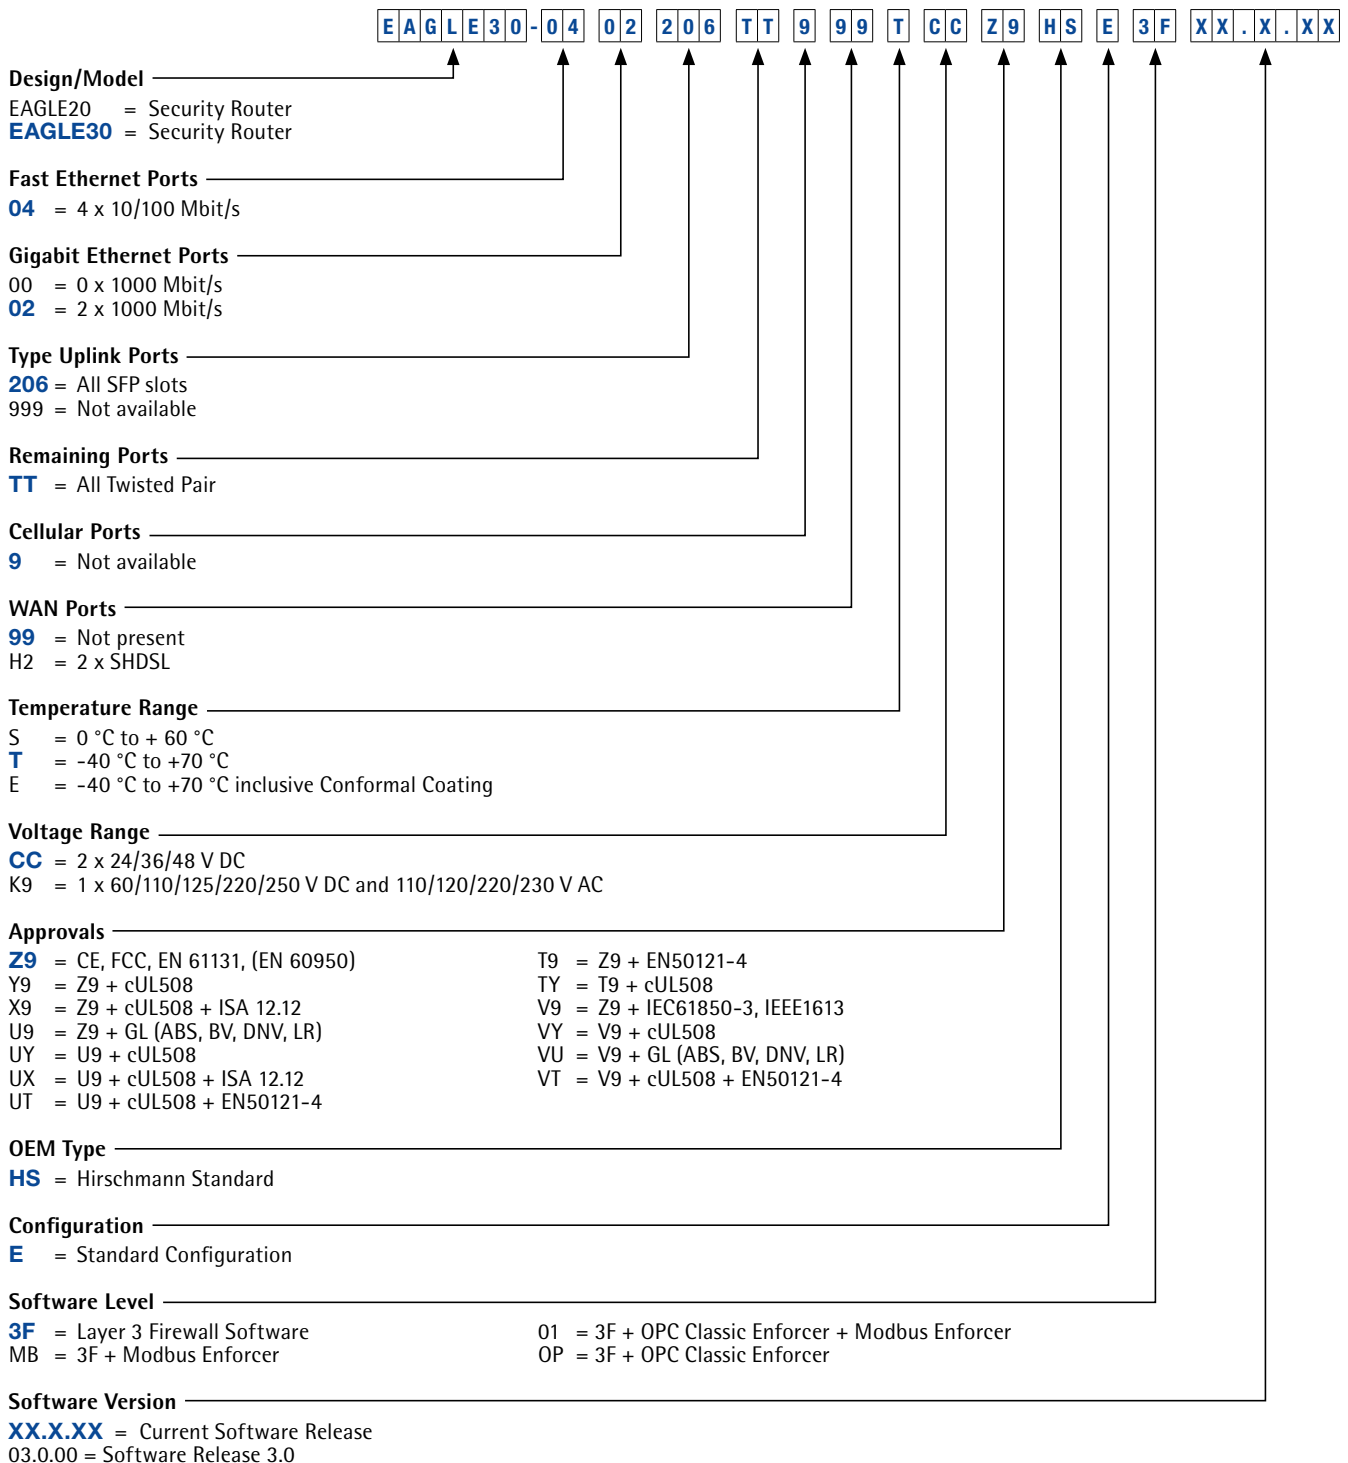 EAGLE30-04 02 206 TT 9 99 T CC Z9 HS E 3F XX.X.XX
Design/Model
EAGLE20 = Security Router
EAGLE30 = Security Router
Fast Ethernet Ports
04 = 4 x 10/100 Mbit/s
Gigabit Ethernet Ports
00 = 0 x 1000 Mbit/s
02 = 2 x 1000 Mbit/s
Type Uplink Ports
206 = All SFP slots
999 = Not available
Remaining Ports
TT = All Twisted Pair
Cellular Ports
9 = Not available
WAN Ports
99 = Not present
H2 = 2 x SHDSL
Temperature Range
S = 0 °C to + 60 °C
T = -40 °C to +70 °C
E = -40 °C to +70 °C inclusive Conformal Coating
Voltage Range
CC = 2 x 24/36/48 V DC
K9 = 1 x 60/110/125/220/250 V DC and 110/120/220/230 V AC
Approvals
Z9 = CE, FCC, EN 61131, (EN 60950)
Y9 = Z9 + cUL508
X9 = Z9 + cUL508 + ISA 12.12
U9 = Z9 + GL (ABS, BV, DNV, LR)
UY = U9 + cUL508
UX = U9 + cUL508 + ISA 12.12
UT = U9 + cUL508 + EN50121-4
T9 = Z9 + EN50121-4
TY = T9 + cUL508
V9 = Z9 + IEC61850-3, IEEE1613
VY = V9 + cUL508
VU = V9 + GL (ABS, BV, DNV, LR)
VT = V9 + cUL508 + EN50121-4
OEM Type
HS = Hirschmann Standard
Configuration
E = Standard Configuration
Software Level
3F = Layer 3 Firewall Software
MB = 3F + Modbus Enforcer
01 = 3F + OPC Classic Enforcer + Modbus Enforcer
OP = 3F + OPC Classic Enforcer
Software Version
XX.X.XX = Current Software Release
03.0.00 = Software Release 3.0